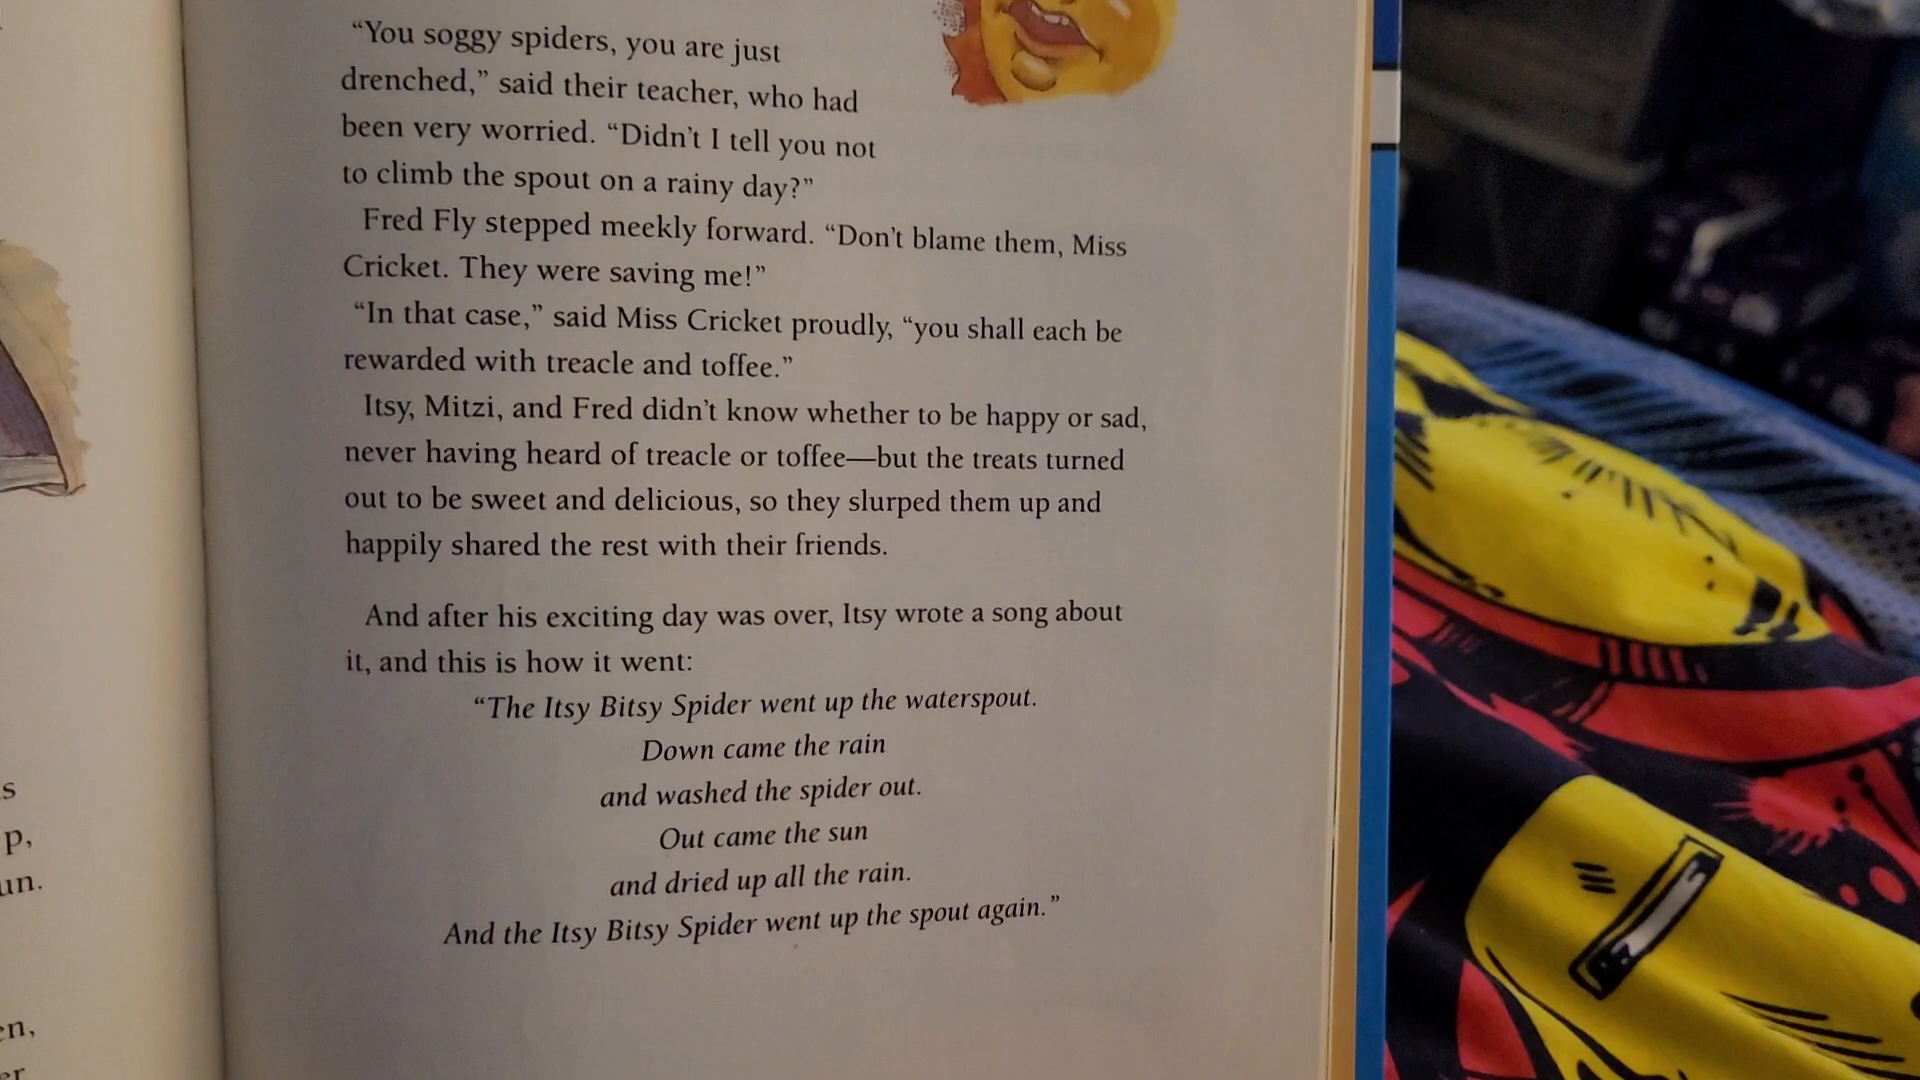 s
p,
un.
en,
er
“You soggy spiders, you are just
drenched,” said their teacher, who had
been very worried. “Didn’t I tell you not
to climb the spout on a rainy day?”
Fred Fly stepped meekly forward. “Don’t blame them, Miss
Cricket. They were saving me!”
“In that case,” said Miss Cricket proudly, “you shall each be
rewarded with treacle and toffee.”
Itsy, Mitzi, and Fred didn’t know whether to be happy or sad,
never having heard of treacle or toffee—but the treats turned
out to be sweet and delicious, so they slurped them up and
happily shared the rest with their friends.
And after his exciting day was over, Itsy wrote a song about
it, and this is how it went:
“The Itsy Bitsy Spider went up the waterspout.
Down came the rain
and washed the spider out.
Out came the sun
and dried up all the rain.
And the Itsy Bitsy Spider went up the spout again.”